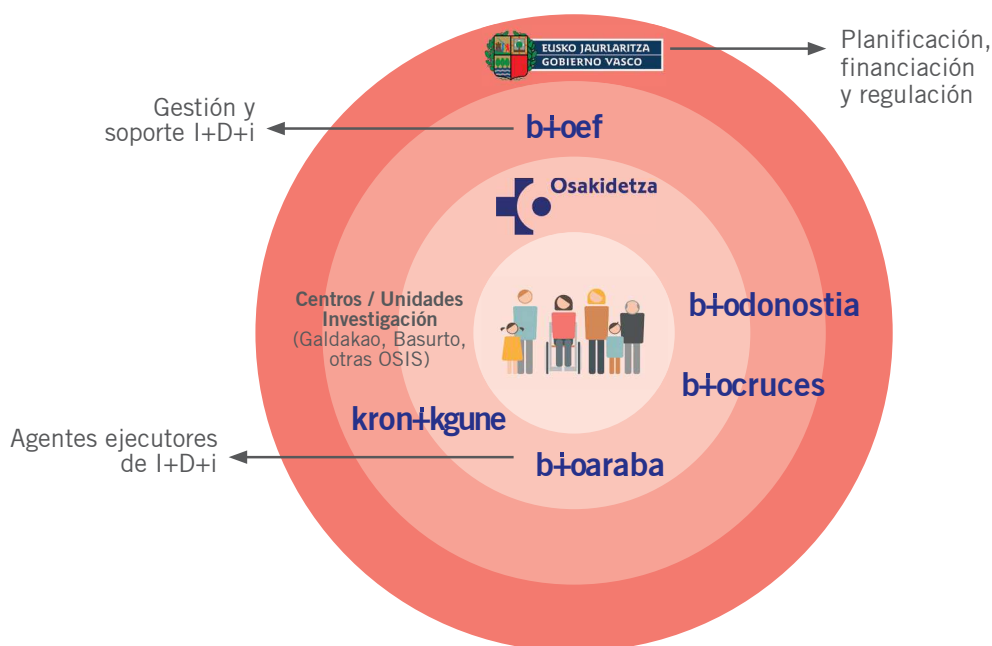 EUSKO JAURLARITZA
GOBIERNO VASCO
Planificación,
financiación
y regulación
Gestión y
soporte I+D+i
b+oef
Osakidetza
Centros / Unidades
Investigación
(Galdakao, Basurto,
otras OSIS)
b+odonostia
b+ocruces
kron+kgune
Agentes ejecutores
de I+D+i
b+oaraba